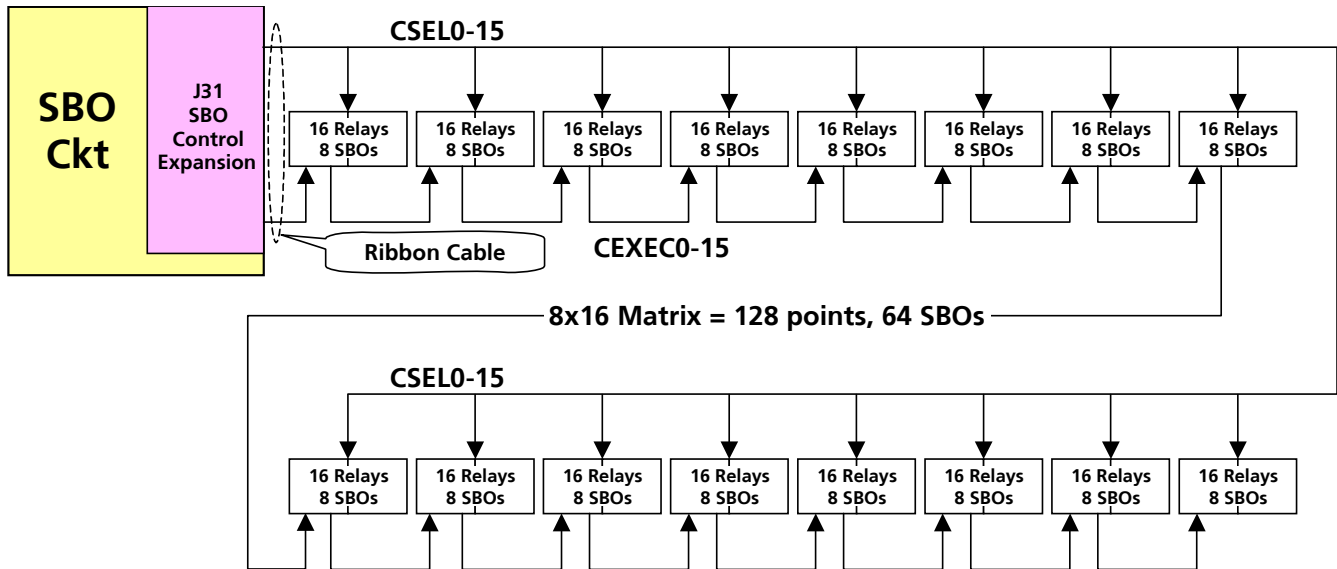 CSEL0-15
SBO
Ckt
J31
SBO
Control
Expansion
16 Relays
8 SBOs
16 Relays
8 SBOs
16 Relays
8 SBOs
16 Relays
8 SBOs
16 Relays
8 SBOs
16 Relays
8 SBOs
16 Relays
8 SBOs
16 Relays
8 SBOs
Ribbon Cable
CEXEC0-15
8x16 Matrix = 128 points, 64 SBOs
CSEL0-15
16 Relays
8 SBOs
16 Relays
8 SBOs
16 Relays
8 SBOs
16 Relays
8 SBOs
16 Relays
8 SBOs
16 Relays
8 SBOs
16 Relays
8 SBOs
16 Relays
8 SBOs